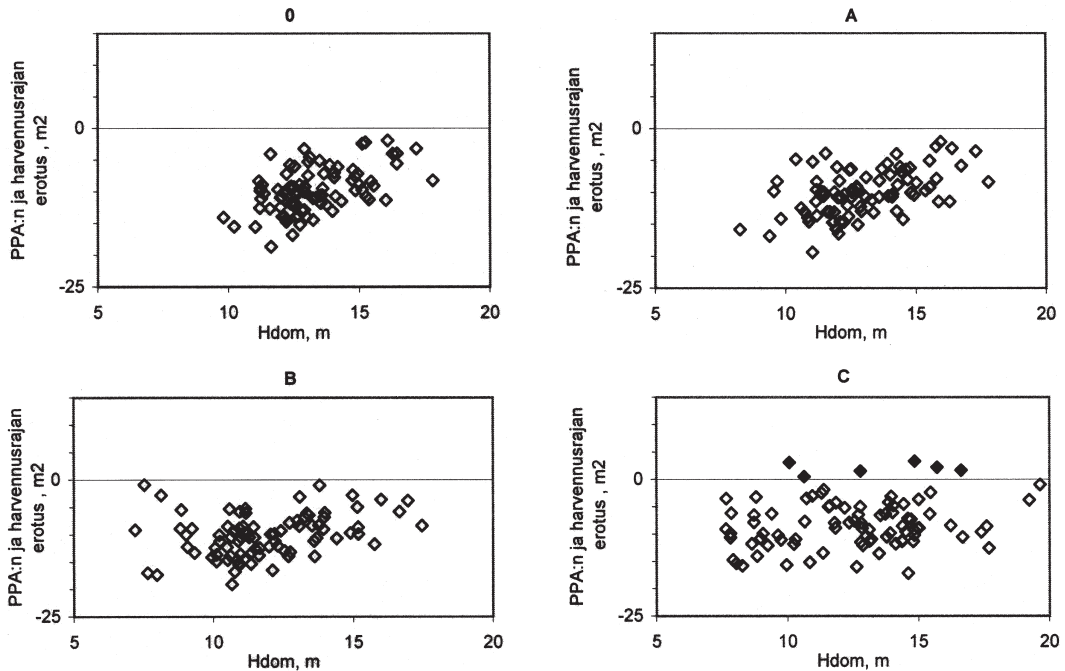 0
PPA:n ja harvennusrajan
erotus , m2
0
-25
5 10 15 20
Hdom, m
A
PPA:n ja harvennusrajan
erotus , m2
0
-25
5 10 15 20
Hdom, m
B
PPA:n ja harvennusrajan
erotus , m2
0
-25
5 10 15 20
Hdom, m
C
PPA:n ja harvennusrajan
erotus , m2
0
-25
5 10 15 20
Hdom, m